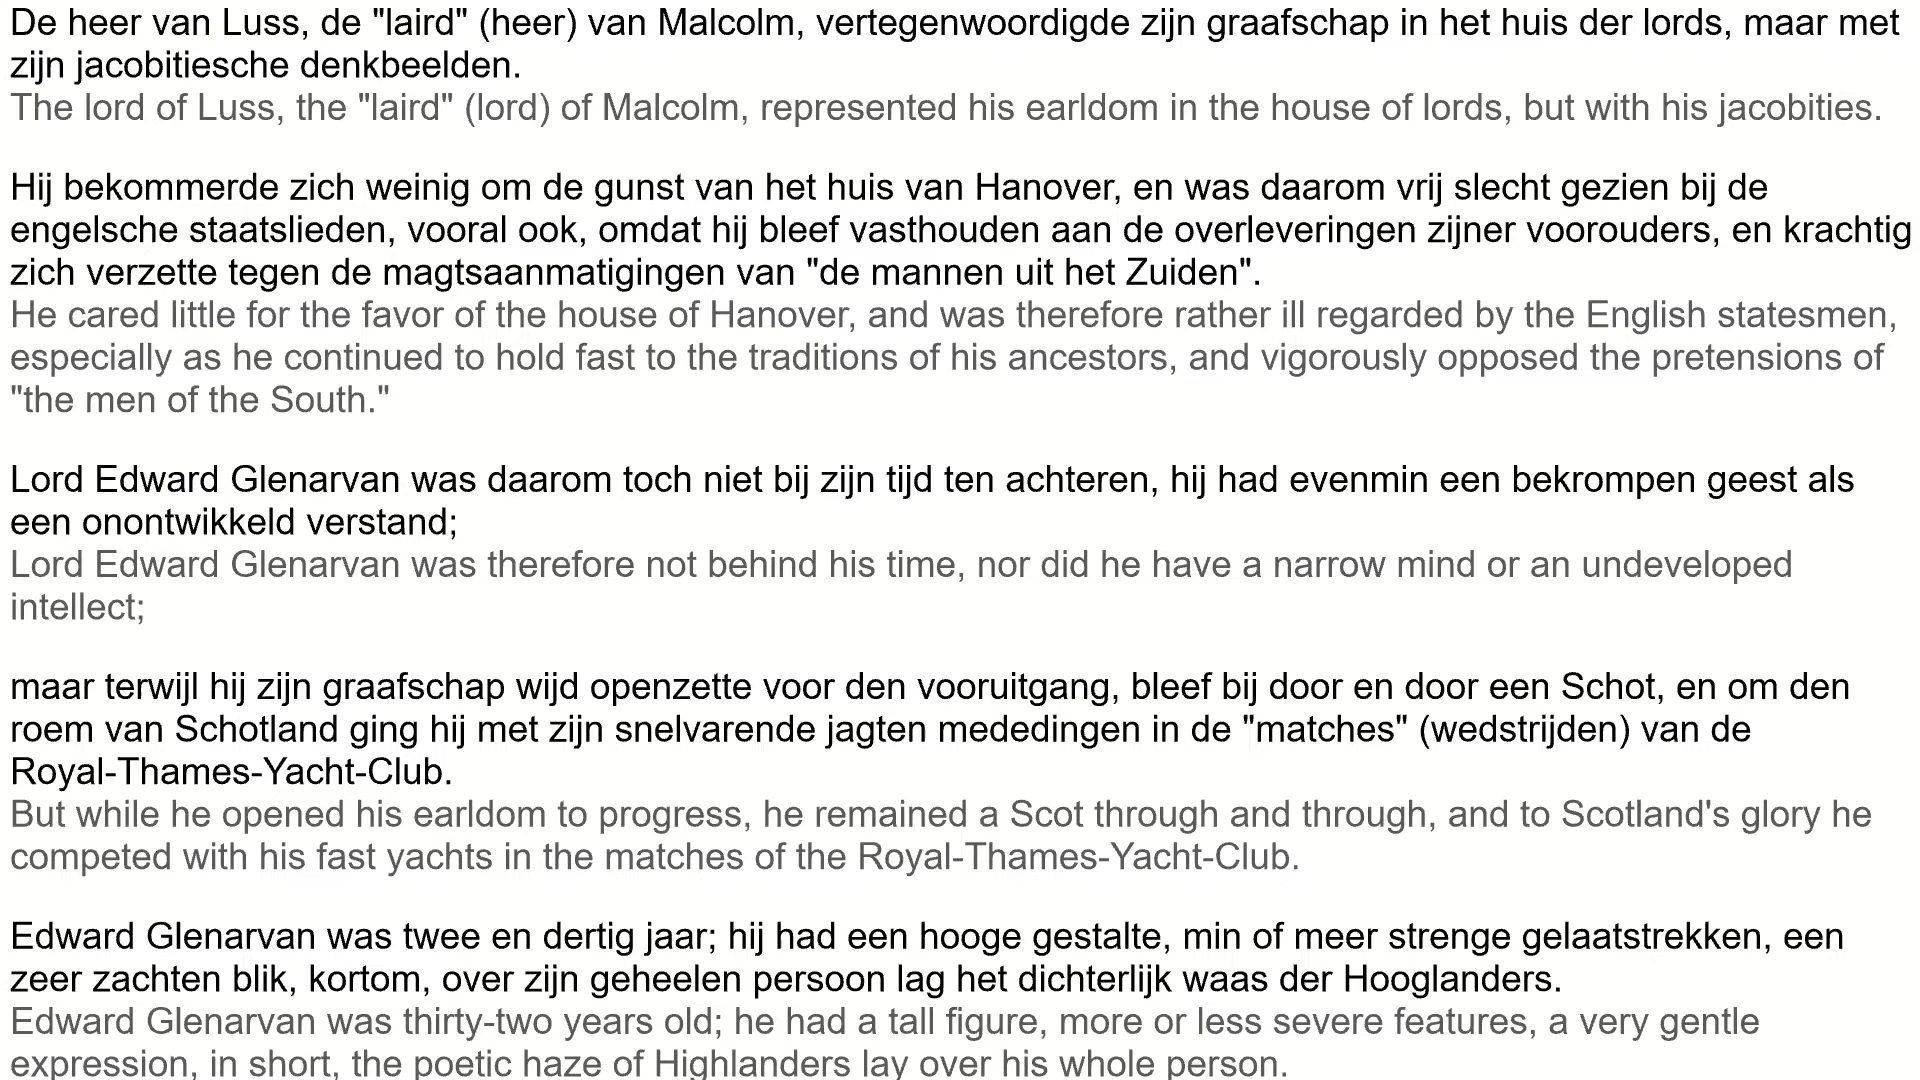 De heer van Luss, de "laird" (heer) van Malcolm, vertegenwoordigde zijn graafschap in het huis der lords, maar met
zijn jacobitiesche denkbeelden.
The lord of Luss, the "laird" (lord) of Malcolm, represented his earldom in the house of lords, but with his jacobities.
Hij bekommerde zich weinig om de gunst van het huis van Hanover, en was daarom vrij slecht gezien bij de
engelsche staatslieden, vooral ook, omdat hij bleef vasthouden aan de overleveringen zijner voorouders, en krachtig
zich verzette tegen de magtsaanmatigingen van "de mannen uit het Zuiden".
He cared little for the favor of the house of Hanover, and was therefore rather ill regarded by the English statesmen,
especially as he continued to hold fast to the traditions of his ancestors, and vigorously opposed the pretensions of
"the men of the South."
Lord Edward Glenarvan was daarom toch niet bij zijn tijd ten achteren, hij had evenmin een bekrompen geest als
een onontwikkeld verstand;
Lord Edward Glenarvan was therefore not behind his time, nor did he have a narrow mind or an undeveloped
intellect;
maar terwijl hij zijn graafschap wijd openzette voor den vooruitgang, bleef bij door en door een Schot, en om den
roem van Schotland ging hij met zijn snelvarende jagten mededingen in de "matches" (wedstrijden) van de
Royal-Thames-Yacht-Club.
But while he opened his earldom to progress, he remained a Scot through and through, and to Scotland's glory he
competed with his fast yachts in the matches of the Royal-Thames-Yacht-Club.
Edward Glenarvan was twee en dertig jaar; hij had een hooge gestalte, min of meer strenge gelaatstrekken, een
zeer zachten blik, kortom, over zijn geheelen persoon lag het dichterlijk waas der Hooglanders.
Edward Glenarvan was thirty-two years old; he had a tall figure, more or less severe features, a very gentle
expression, in short, the poetic haze of Highlanders lay over his whole person.